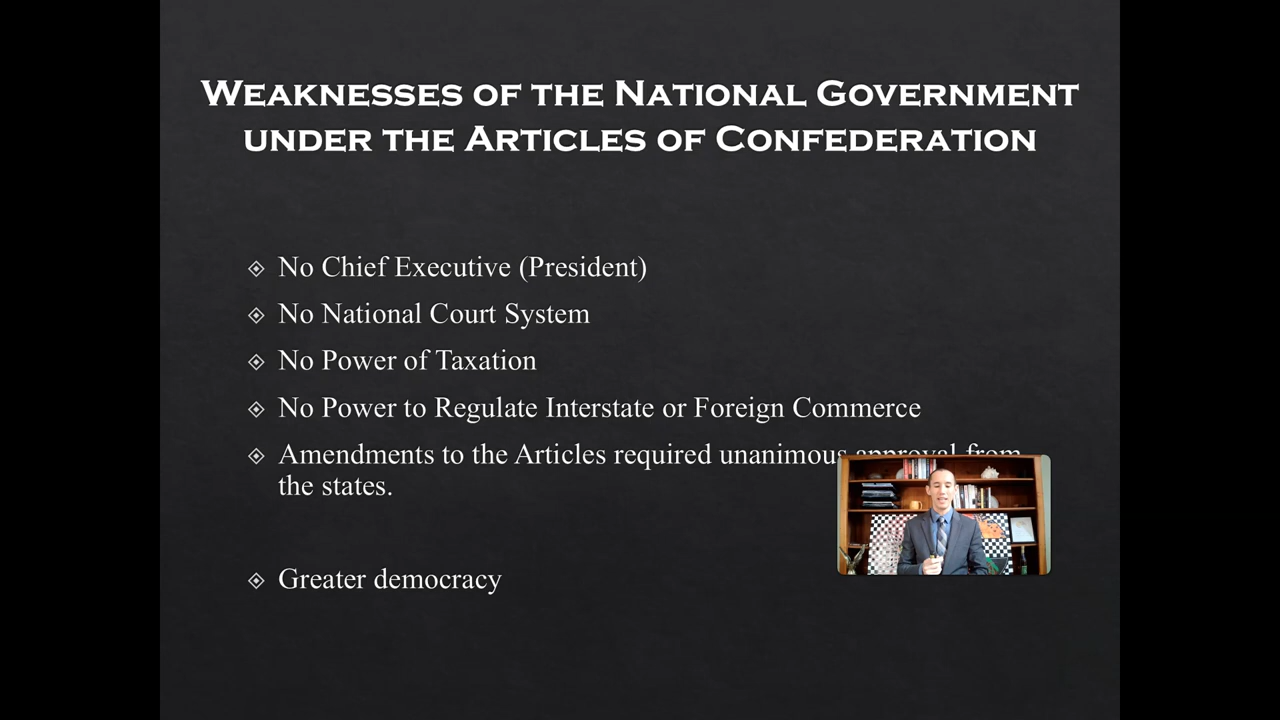 Weaknesses of the National Government
under the Articles of Confederation
No Chief Executive (President)
No National Court System
No Power of Taxation
No Power to Regulate Interstate or Foreign Commerce
Amendments to the Articles required unanimous approval from
the states.
Greater democracy